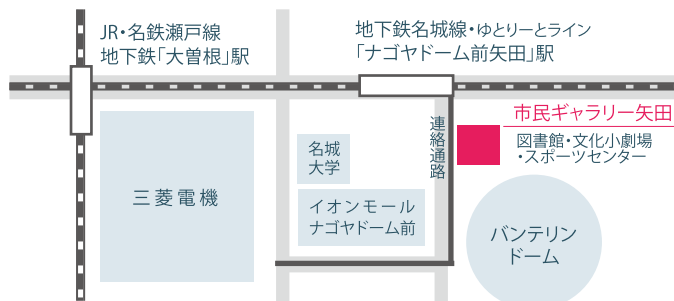 JR・名鉄瀬戸線
地下鉄「大曽根」駅
地下鉄名城線・ゆとりーとライン
「ナゴヤドーム前矢田」駅
市民ギャラリー矢田
図書館・文化小劇場
・スポーツセンター
連絡通路
名城
大学
三菱電機
イオンモール
ナゴヤドーム前
バンテリン
ドーム